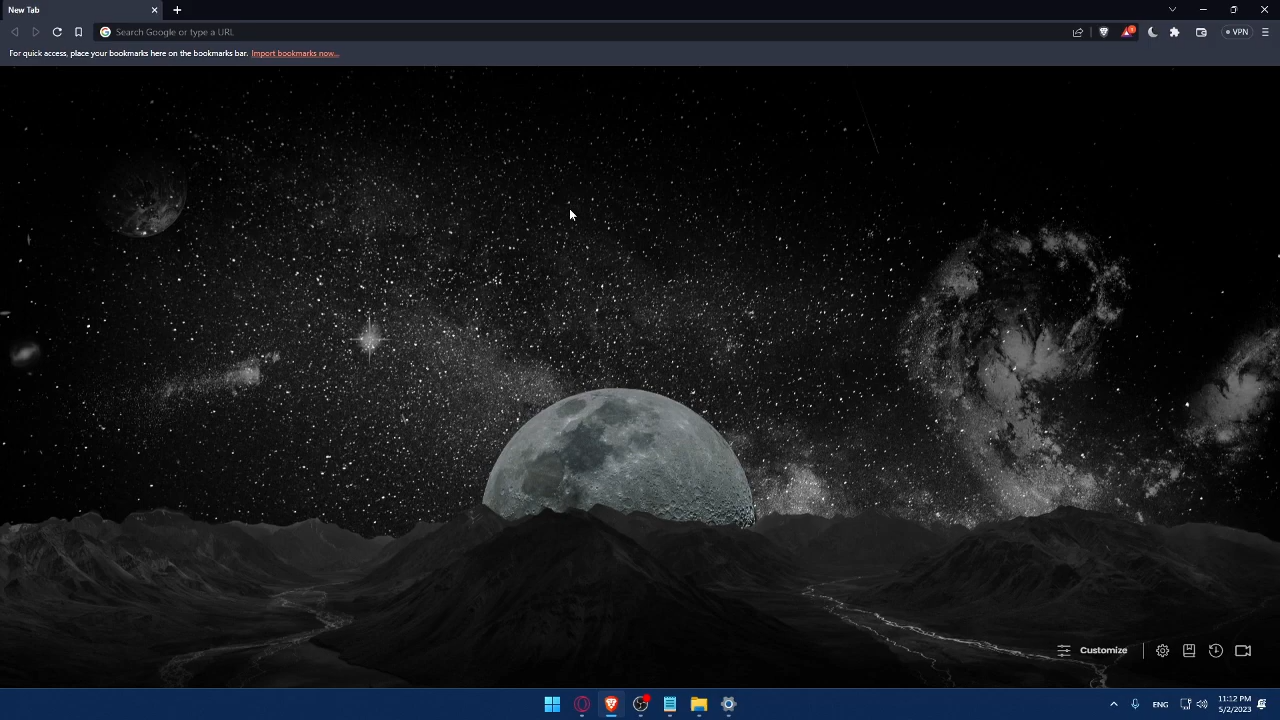 New Tab
Search Google or type a URL
1
VPN
For quick access, place your bookmarks here on the bookmarks bar. Import bookmarks now...
Customize
ENG
11:12 PM
5/2/2023